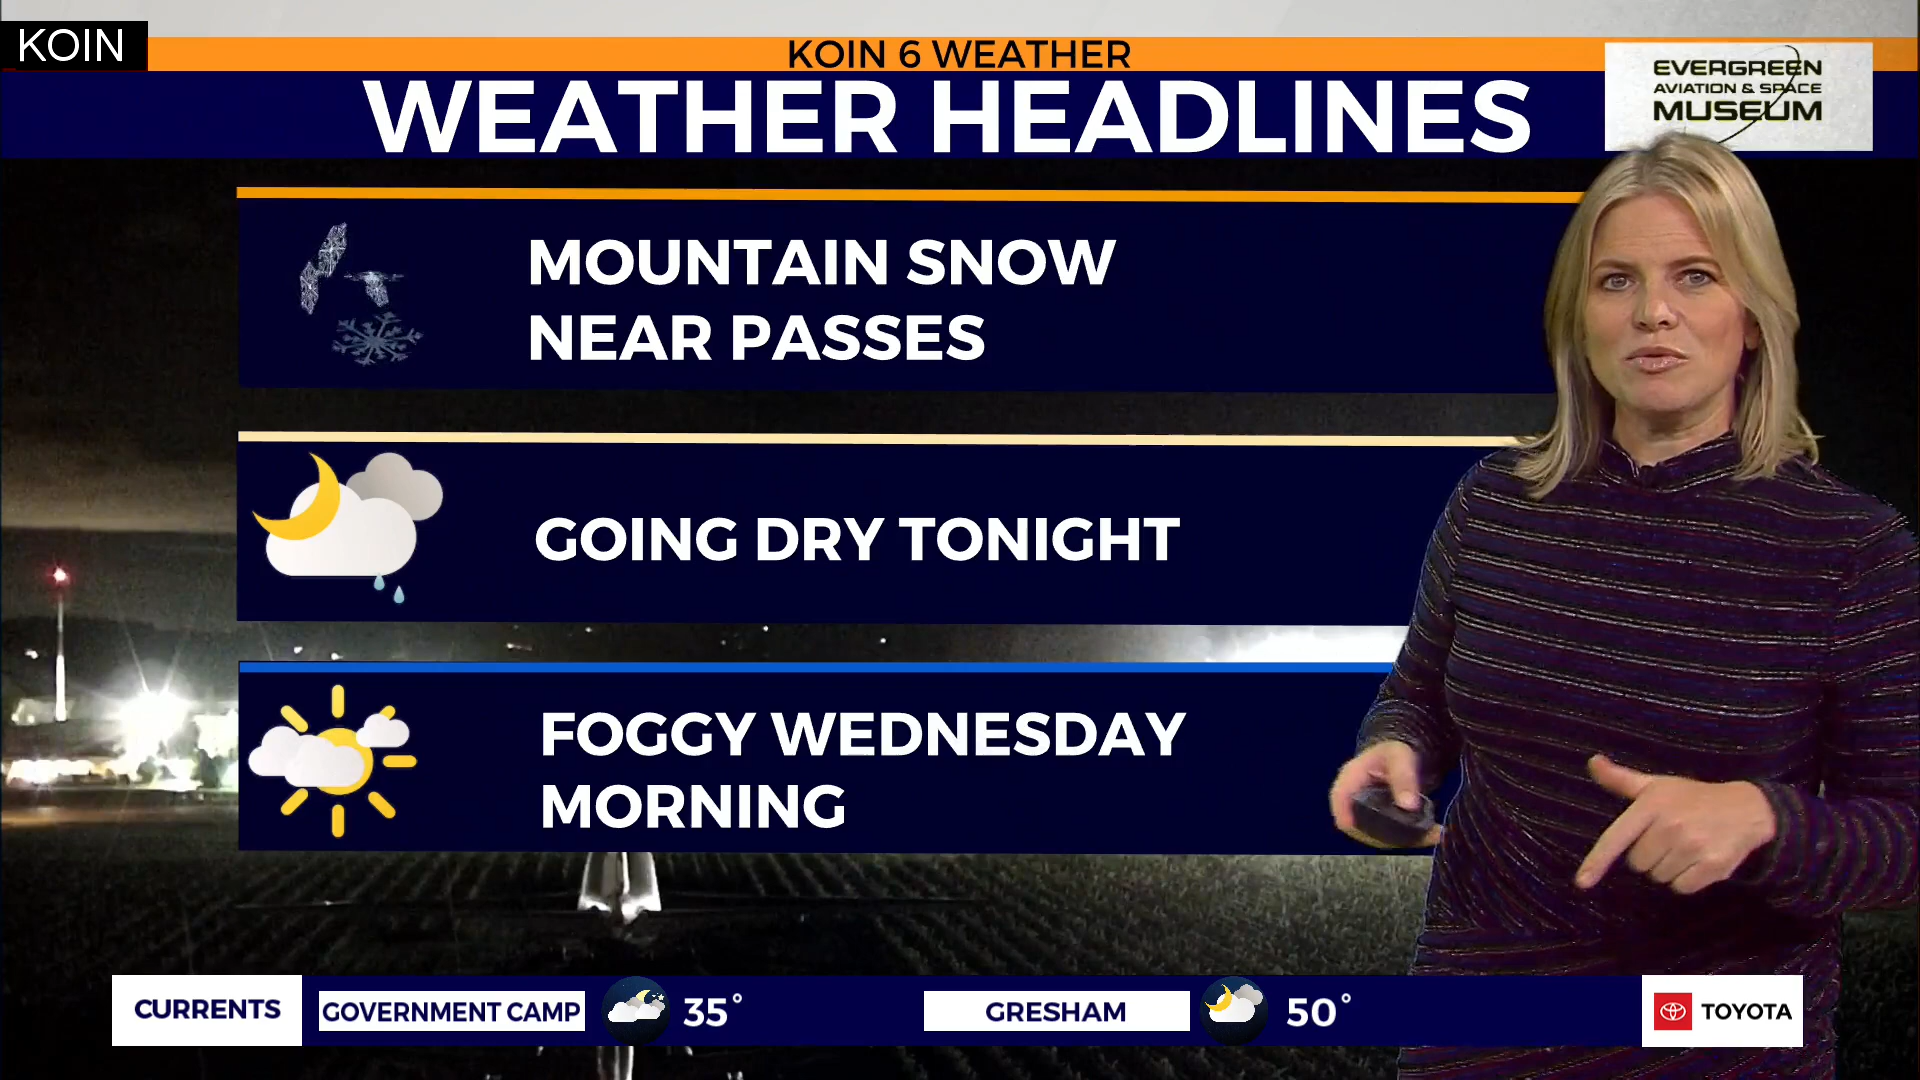 KOIN
KOIN 6 WEATHER
WEATHER HEADLINES
EVERGREEN
AVIATION & SPACE
MUSEUM
MOUNTAIN SNOW
NEAR PASSES
GOING DRY TONIGHT
FOGGY WEDNESDAY
MORNING
CURRENTS
GOVERNMENT CAMP
35°
GRESHAM
50°
TOYOTA